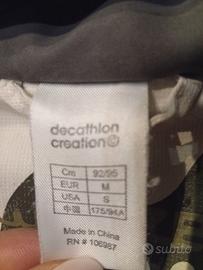 decathlon
creation
Cm 92/95
EUR M
USA S
中国 175/94A
Made in China
RN # 106987
subito